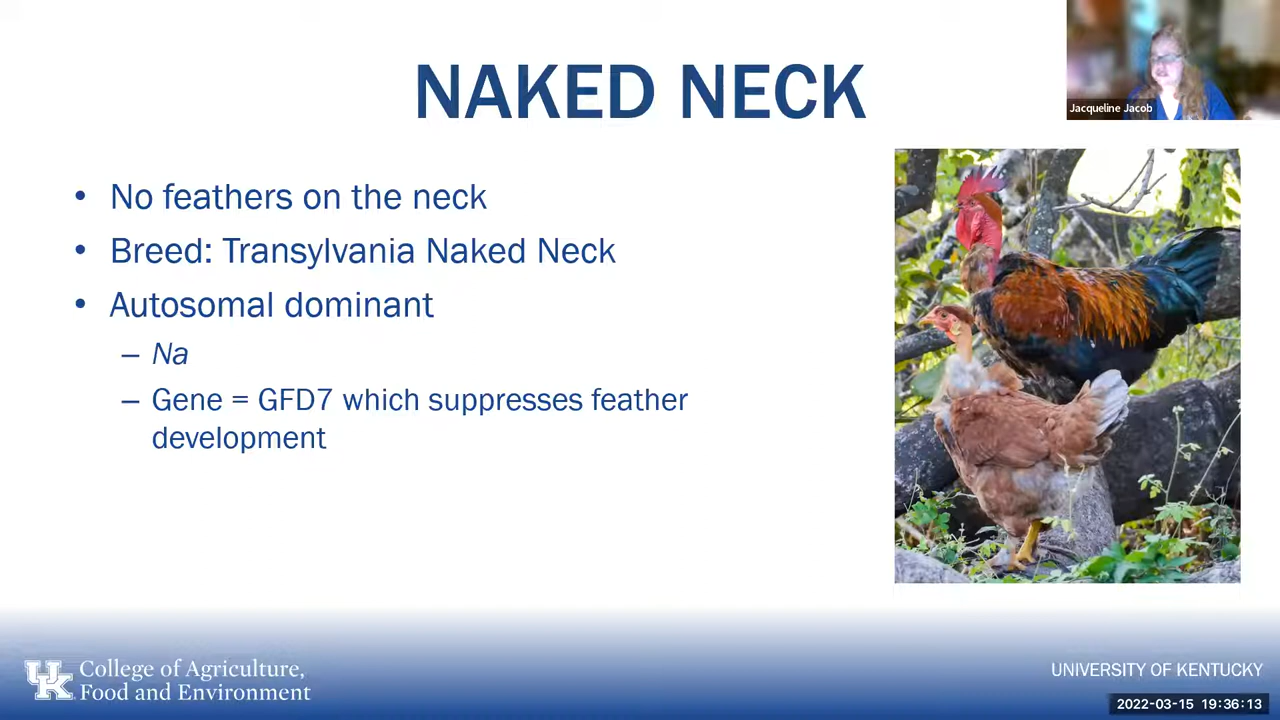 NAKED NECK
Jacqueline Jacob
• No feathers on the neck
• Breed: Transylvania Naked Neck
• Autosomal dominant
– Na
– Gene = GFD7 which suppresses feather
development
UK
College of Agriculture,
Food and Environment
UNIVERSITY OF KENTUCKY
2022-03-15 19:36:13